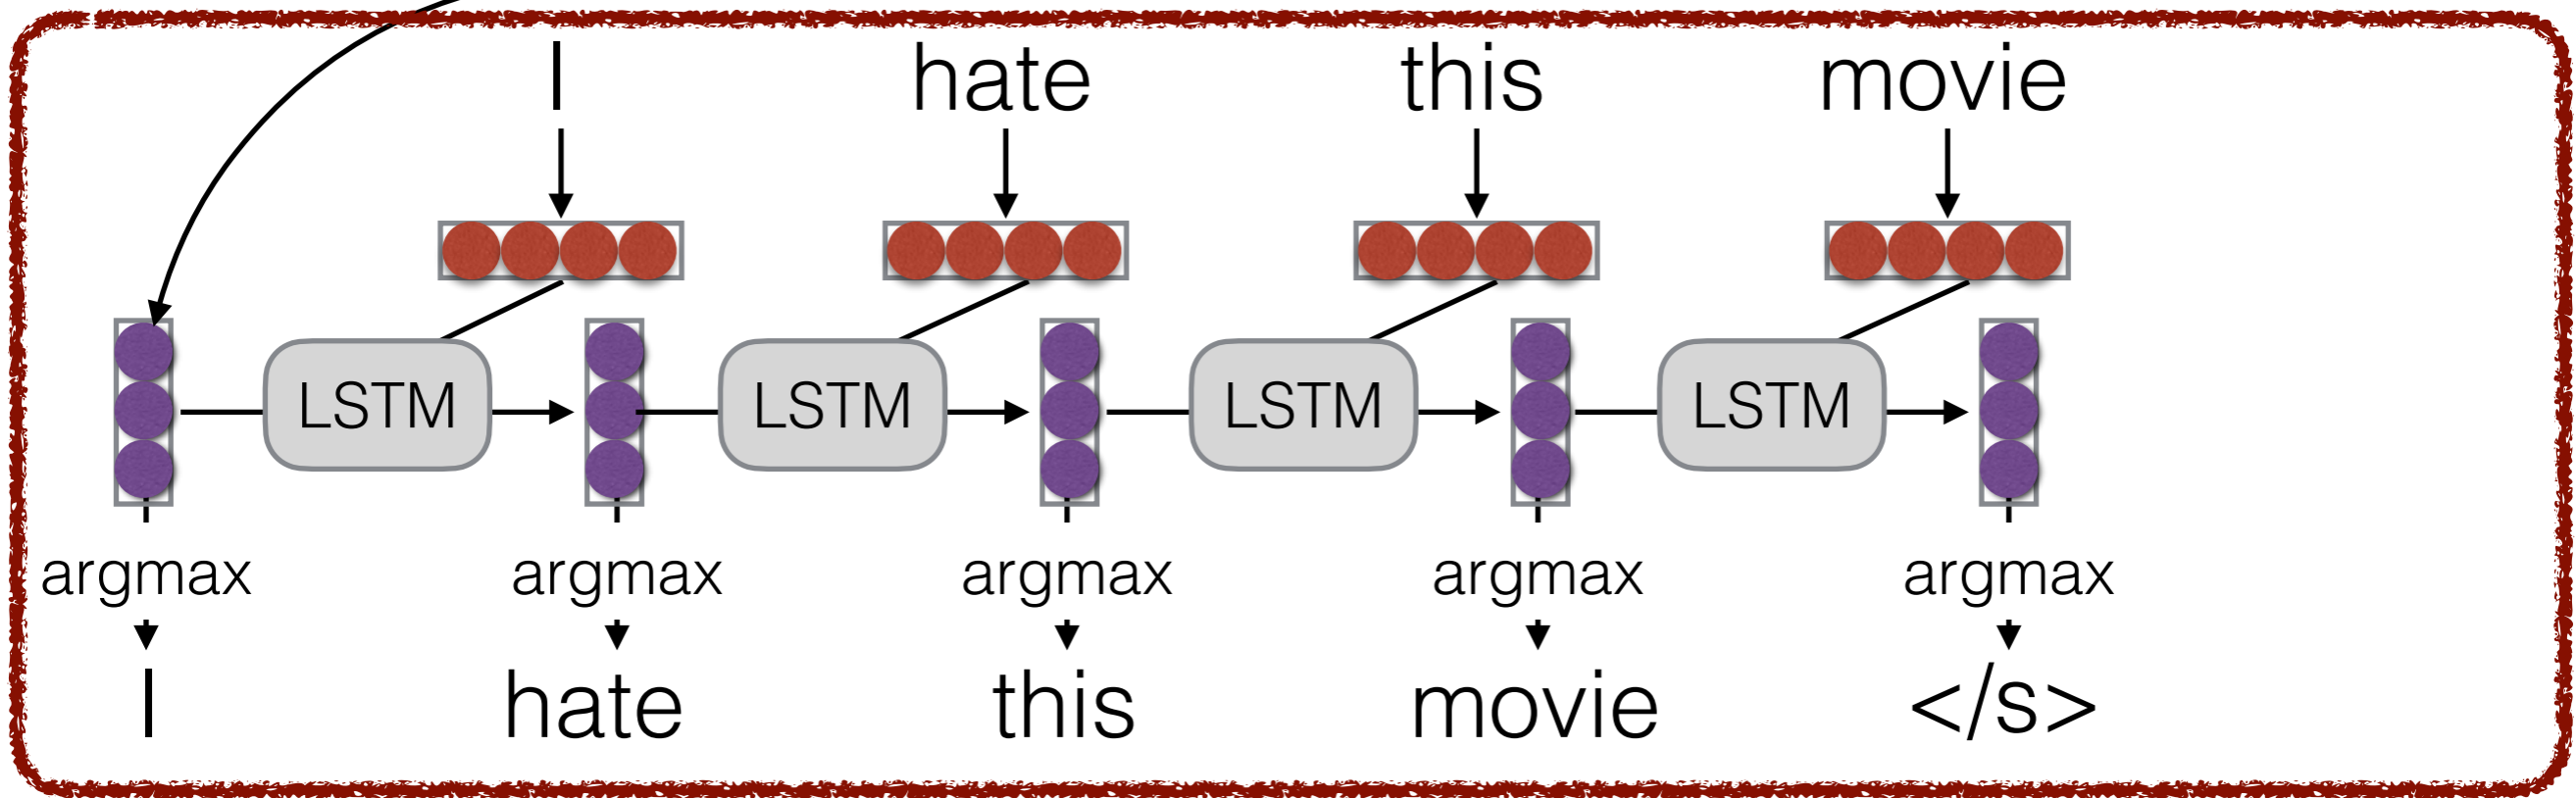 I hate this movie
LSTM LSTM LSTM LSTM
argmax argmax argmax argmax argmax
I hate this movie </s>